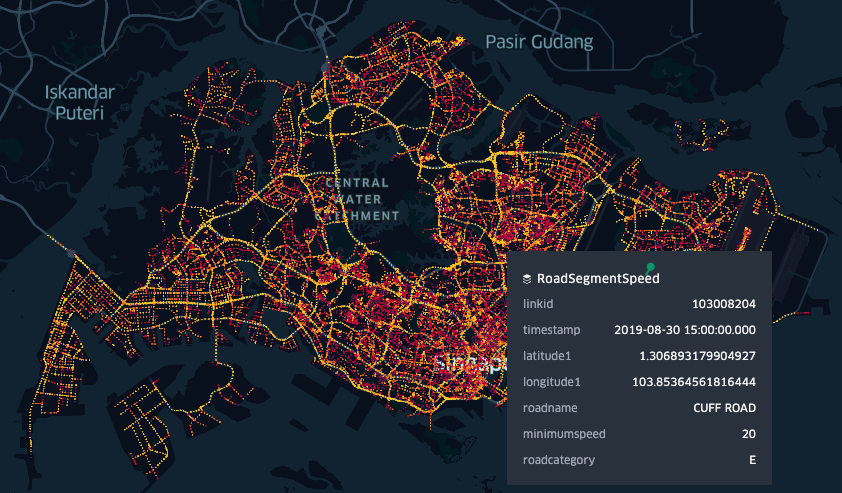 Pasir Gudang
Iskandar
Puteri
CENTRAL
WATER
CATCHMENT
RoadSegmentSpeed
linkid 103008204
timestamp 2019-08-30 15:00:00.000
latitude1 1.306893179904927
longitude1 103.85364561816444
roadname CUFF ROAD
minimumspeed 20
roadcategory E